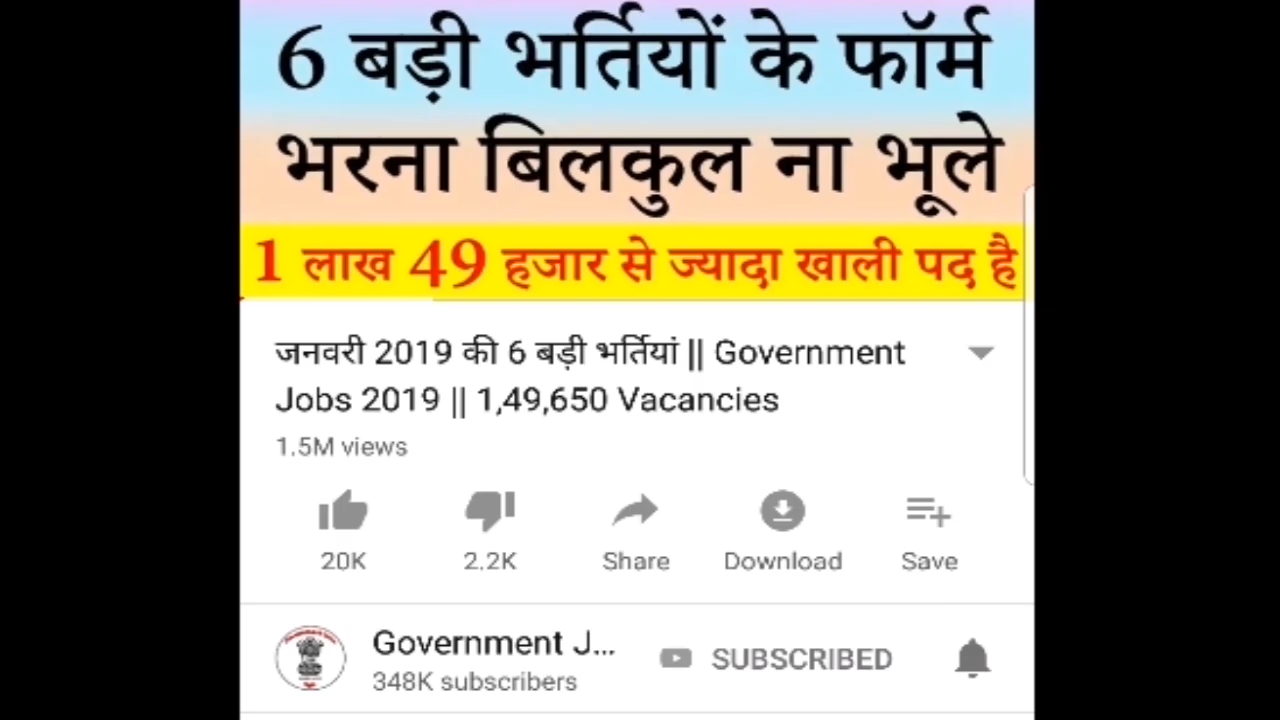 6 बड़ी भर्तियों के फॉर्म
भरना बिलकुल ना भूले
1 लाख 49 हजार से ज्यादा खाली पद है
जनवरी 2019 की 6 बड़ी भर्तियां || Government
Jobs 2019 || 1,49,650 Vacancies
1.5M views
20K
2.2K
Share
Download
Save
Government J...
SUBSCRIBED
348K subscribers